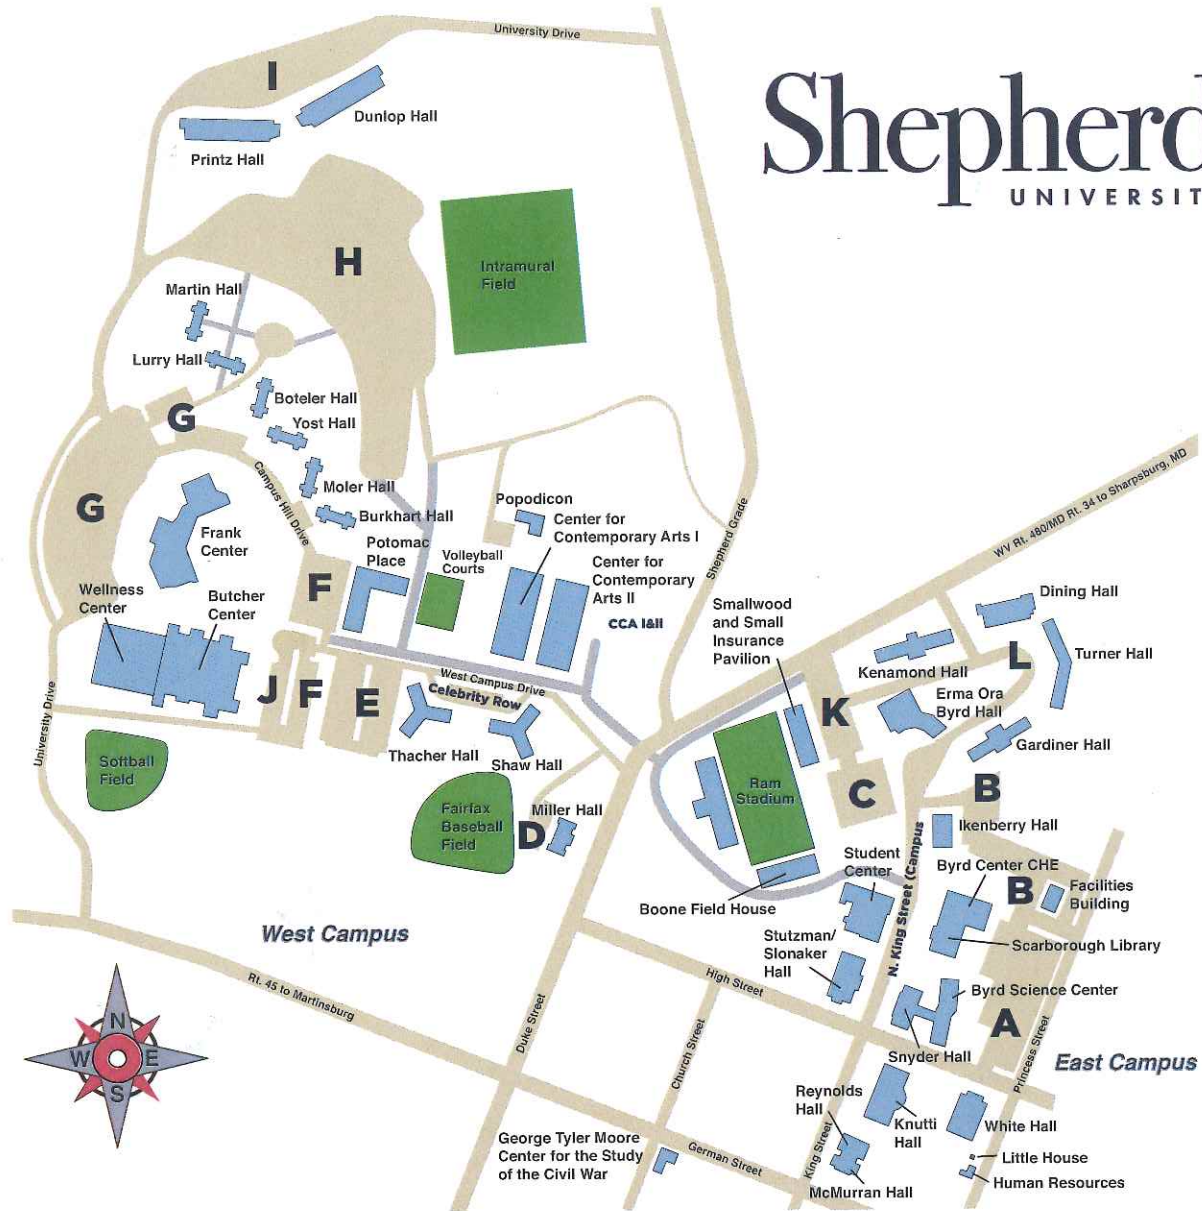 University Drive
I
Dunlop Hall
Printz Hall
Shepherd
UNIVERSIT
H
Intramural
Field
Martin Hall
Lurry Hall
Boteler Hall
G
Yost Hall
Campus Hill Drive
Moler Hall
G
Burkhart Hall
Frank
Center
Potomac
Place
Popodicon
Center for
Contemporary Arts I
Volleyball
Courts
Center for
Contemporary
Arts II
CCA I&II
Shepherd Grade
WV Rt. 480/MD Rt. 34 to Sharpsburg, MD
Wellness
Center
Butcher
Center
F
Smallwood
and Small
Insurance
Pavilion
Dining Hall
Turner Hall
L
Kenamond Hall
Erma Ora
Byrd Hall
Gardiner Hall
University Drive
J
F
E
West Campus Drive
Celebrity Row
Thacher Hall
Shaw Hall
K
C
B
Softball
Field
Ram
Stadium
Fairfax
Baseball
Field
D
Miller Hall
Ikenberry Hall
N. King Street (Campus
Student
Center
Byrd Center CHE
B
Facilities
Building
Boone Field House
Scarborough Library
West Campus
Stutzman/
Slonaker
Hall
High Street
Byrd Science Center
A
Rt. 45 to Martinsburg
Duke Street
Church Street
Snyder Hall
Princess Street
East Campus
N
W
E
S
Reynolds
Hall
Knutti
Hall
White Hall
King Street
George Tyler Moore
Center for the Study
of the Civil War
German Street
Little House
Human Resources
McMurran Hall